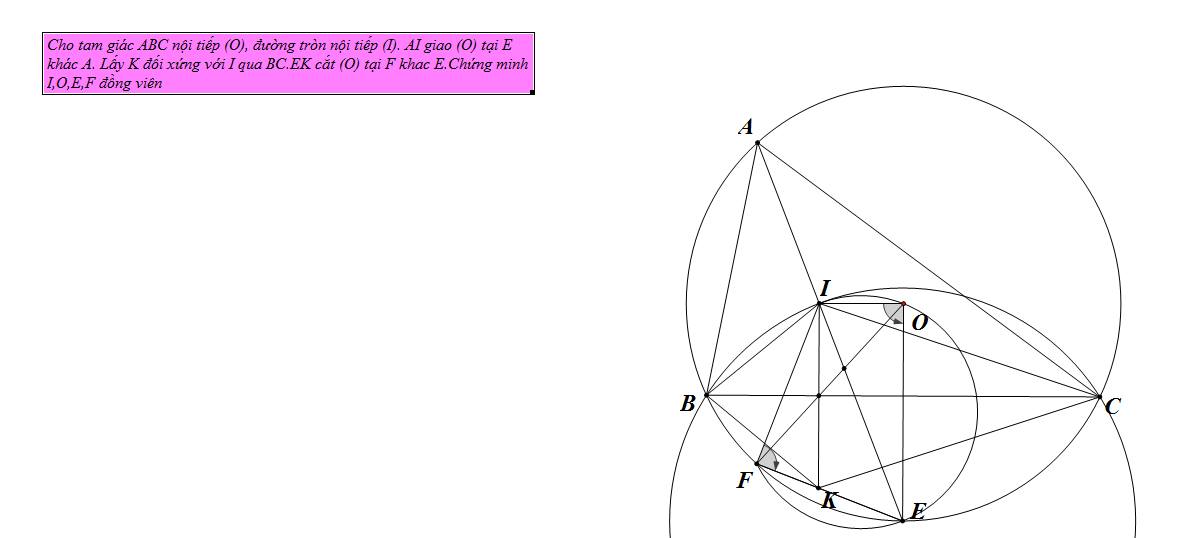 Cho tam giác ABC nội tiếp (O), đường tròn nội tiếp (I). AI giao (O) tại E
khác A. Lấy K đối xứng với I qua BC.EK cắt (O) tại F khac E.Chứng minh
I,O,E,F đồng viên
A
I
O
B
C
F
K
E